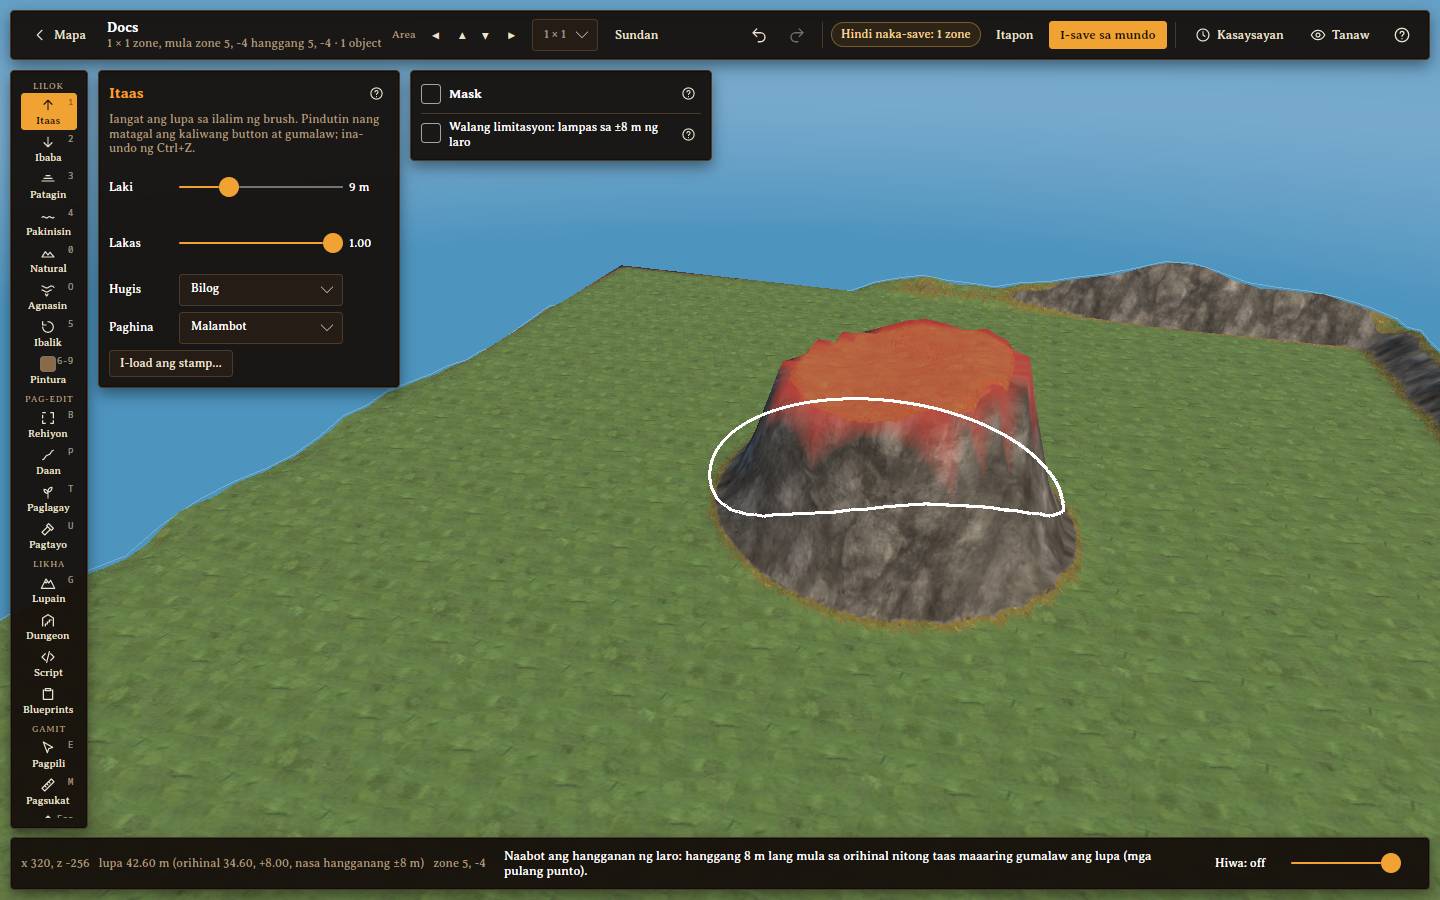 Mapa
Docs
1 × 1 zone, mula zone 5, -4 hanggang 5, -4 · 1 object
Area
1 × 1
Sundan
Hindi naka-save: 1 zone
Itapon
I-save sa mundo
Kasaysayan
Tanaw
LILOK
1
Itaas
2
Ibaba
3
Patagin
4
Pakinisin
0
Natural
O
Agnasin
5
Ibalik
6-9
Pintura
PAG-EDIT
B
Rehiyon
P
Daan
T
Paglagay
U
Pagtayo
LIKHA
G
Lupain
Dungeon
Script
Blueprints
GAMIT
E
Pagpili
M
Pagsukat
Itaas
Iangat ang lupa sa ilalim ng brush. Pindutin nang
matagal ang kaliwang button at gumalaw; ina-
undo ng Ctrl+Z.
Laki
9 m
Lakas
1.00
Hugis
Bilog
Paghina
Malambot
I-load ang stamp...
Mask
Walang limitasyon: lampas sa ±8 m ng
laro
x 320, z -256 lupa 42.60 m (orihinal 34.60, +8.00, nasa hangganang ±8 m) zone 5, -4
Naabot ang hangganan ng laro: hanggang 8 m lang mula sa orihinal nitong taas maaaring gumalaw ang lupa (mga
pulang punto).
Hiwa: off